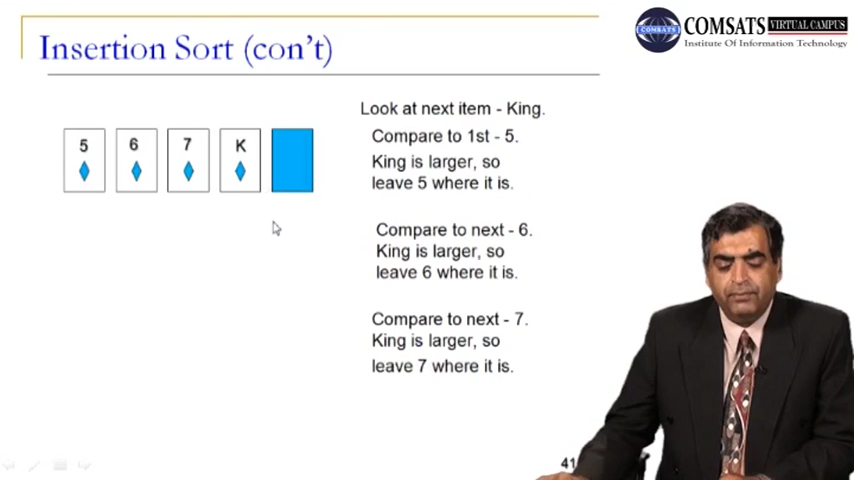 Insertion Sort (con't)
COMSATS VIRTUAL CAMPUS
Institute Of Information Technology
COMSATS
5 6 7 K
Look at next item - King.
Compare to 1st - 5.
King is larger, so
leave 5 where it is.
Compare to next - 6.
King is larger, so
leave 6 where it is.
Compare to next - 7.
King is larger, so
leave 7 where it is.
41